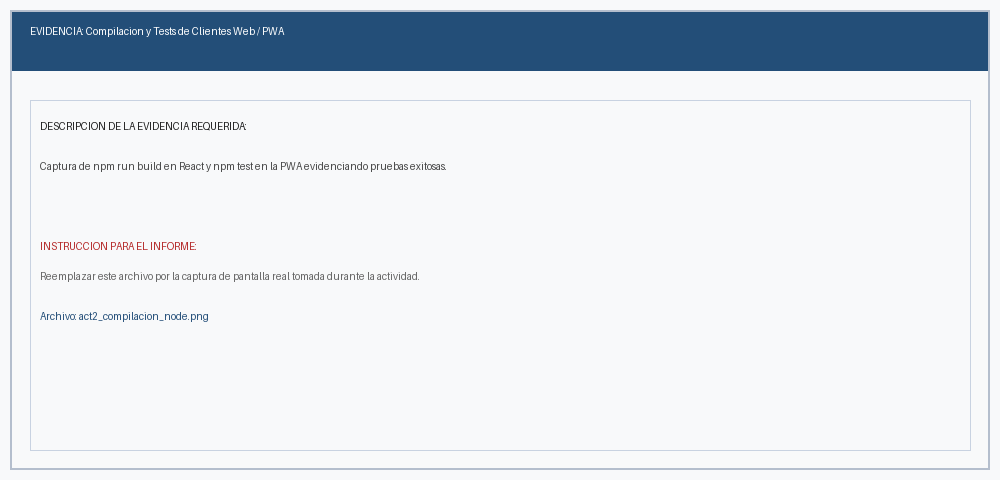 EVIDENCIA: Compilacion y Tests de Clientes Web / PWA
DESCRIPCION DE LA EVIDENCIA REQUERIDA:
Captura de npm run build en React y npm test en la PWA evidenciando pruebas exitosas.
INSTRUCCION PARA EL INFORME:
Reemplazar este archivo por la captura de pantalla real tomada durante la actividad.
Archivo: act2_compilacion_node.png